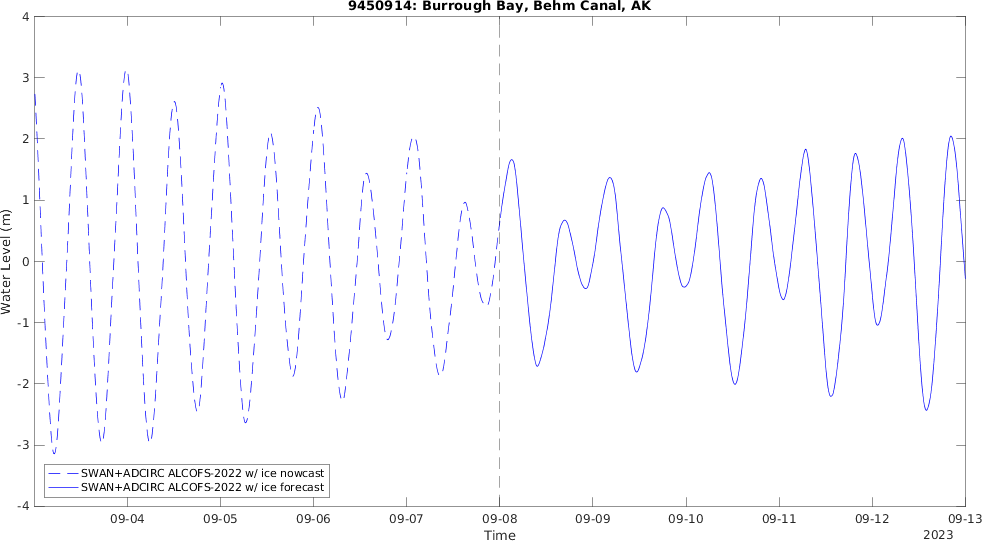 9450914: Burrough Bay, Behm Canal, AK
4
3
2
1
0
-1
-2
-3
-4
Water Level (m)
SWAN+ADCIRC ALCOFS-2022 w/ ice nowcast
SWAN+ADCIRC ALCOFS-2022 w/ ice forecast
09-04 09-05 09-06 09-07 09-08 09-09 09-10 09-11 09-12 09-13
Time
2023